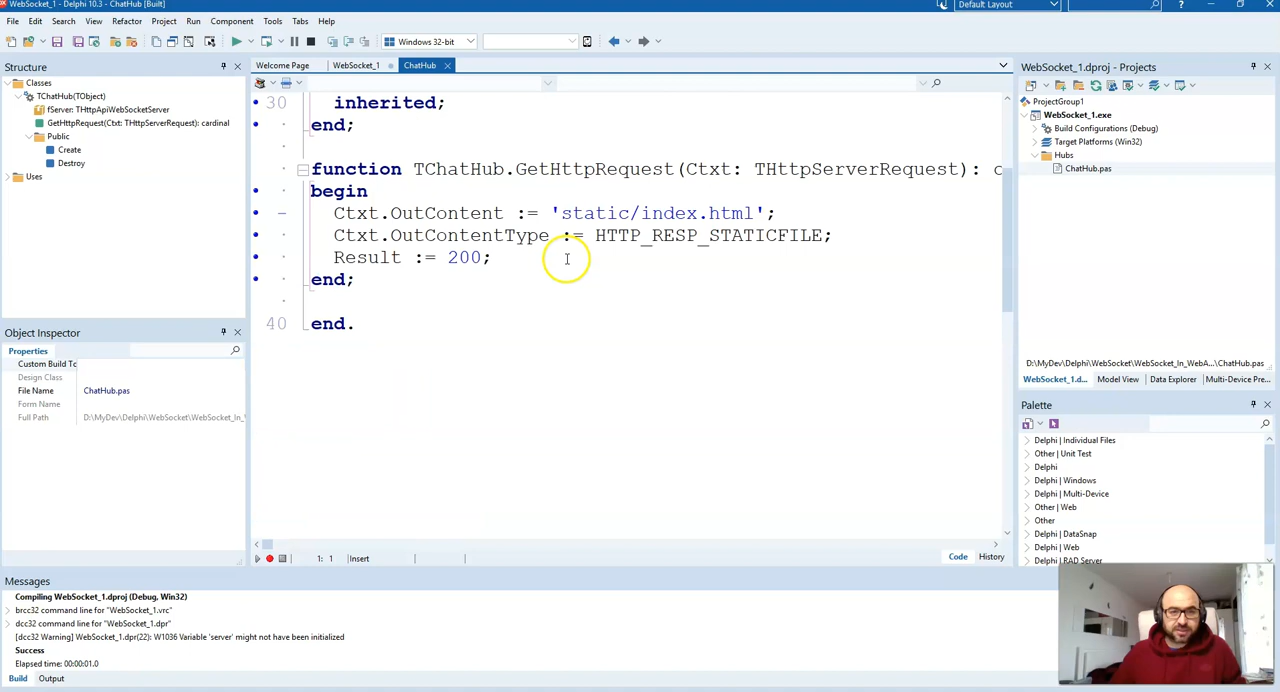 WebSocket_1 - Delphi 10.3 - ChatHub [Built]
Default Layout
File Edit Search View Refactor Project Run Component Tools Tabs Help
Windows 32-bit
Structure
Classes
TChatHub(TObject)
fServer: THttpApiWebSocketServer
GetHttpRequest(Ctxt: THttpServerRequest): cardinal
Public
Create
Destroy
Uses
Object Inspector
Properties
Custom Build To
Design Class
File Name ChatHub.pas
Form Name
Full Path D:\MyDev\Delphi\WebSocket\WebSocket_In_
Welcome Page WebSocket_1 ChatHub
30 inherited;
end;
function TChatHub.GetHttpRequest(Ctxt: THttpServerRequest): c
begin
Ctxt.OutContent := 'static/index.html';
Ctxt.OutContentType := HTTP_RESP_STATICFILE;
Result := 200;
end;
40 end.
1: 1 Insert
Code History
WebSocket_1.dproj - Projects
ProjectGroup1
WebSocket_1.exe
Build Configurations (Debug)
Target Platforms (Win32)
Hubs
ChatHub.pas
D:\MyDev\Delphi\WebSocket\WebSocket_In_WebA...\ChatHub.pas
WebSocket_1.d... Model View Data Explorer Multi-Device Pre...
Palette
Delphi | Individual Files
Other | Unit Test
Delphi
Delphi | Windows
Delphi | Multi-Device
Other | Web
Other
Delphi | DataSnap
Delphi | Web
Delphi | RAD Server
Messages
Compiling WebSocket_1.dproj (Debug, Win32)
brcc32 command line for "WebSocket_1.vrc"
dcc32 command line for "WebSocket_1.dpr"
[dcc32 Warning] WebSocket_1.dpr(22): W1036 Variable 'server' might not have been initialized
Success
Elapsed time: 00:00:01.0
Build Output